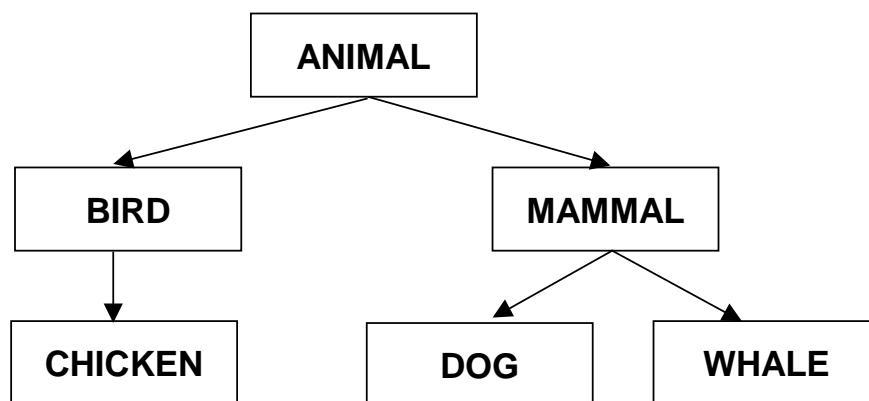 ANIMAL
BIRD
MAMMAL
CHICKEN
DOG
WHALE